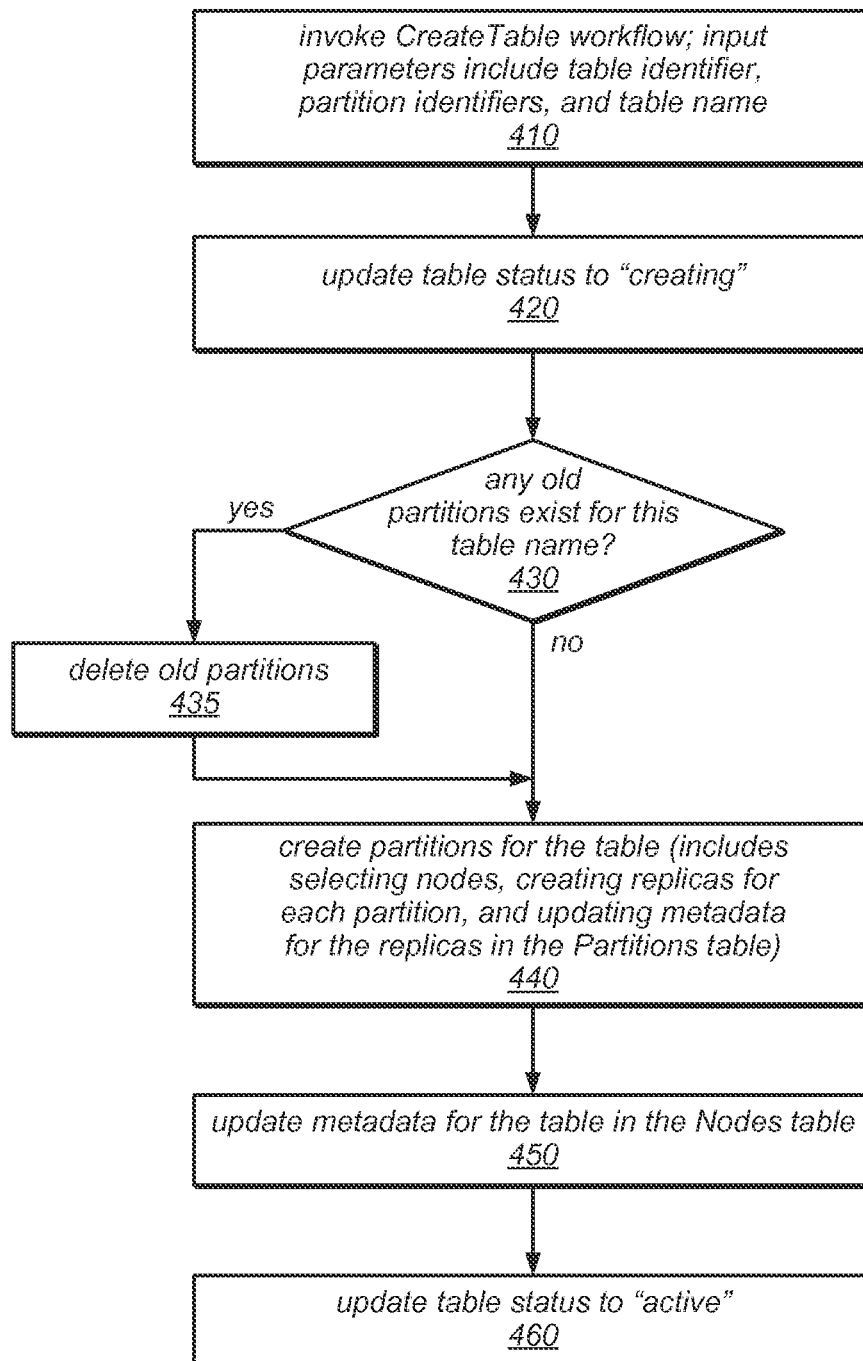 invoke CreateTable workflow; input
parameters include table identifier,
partition identifiers, and table name
410
update table status to “creating”
420
any old
partitions exist for this
table name?
430
yes
no
delete old partitions
435
create partitions for the table (includes
selecting nodes, creating replicas for
each partition, and updating metadata
for the replicas in the Partitions table)
440
update metadata for the table in the Nodes table
450
update table status to “active”
460